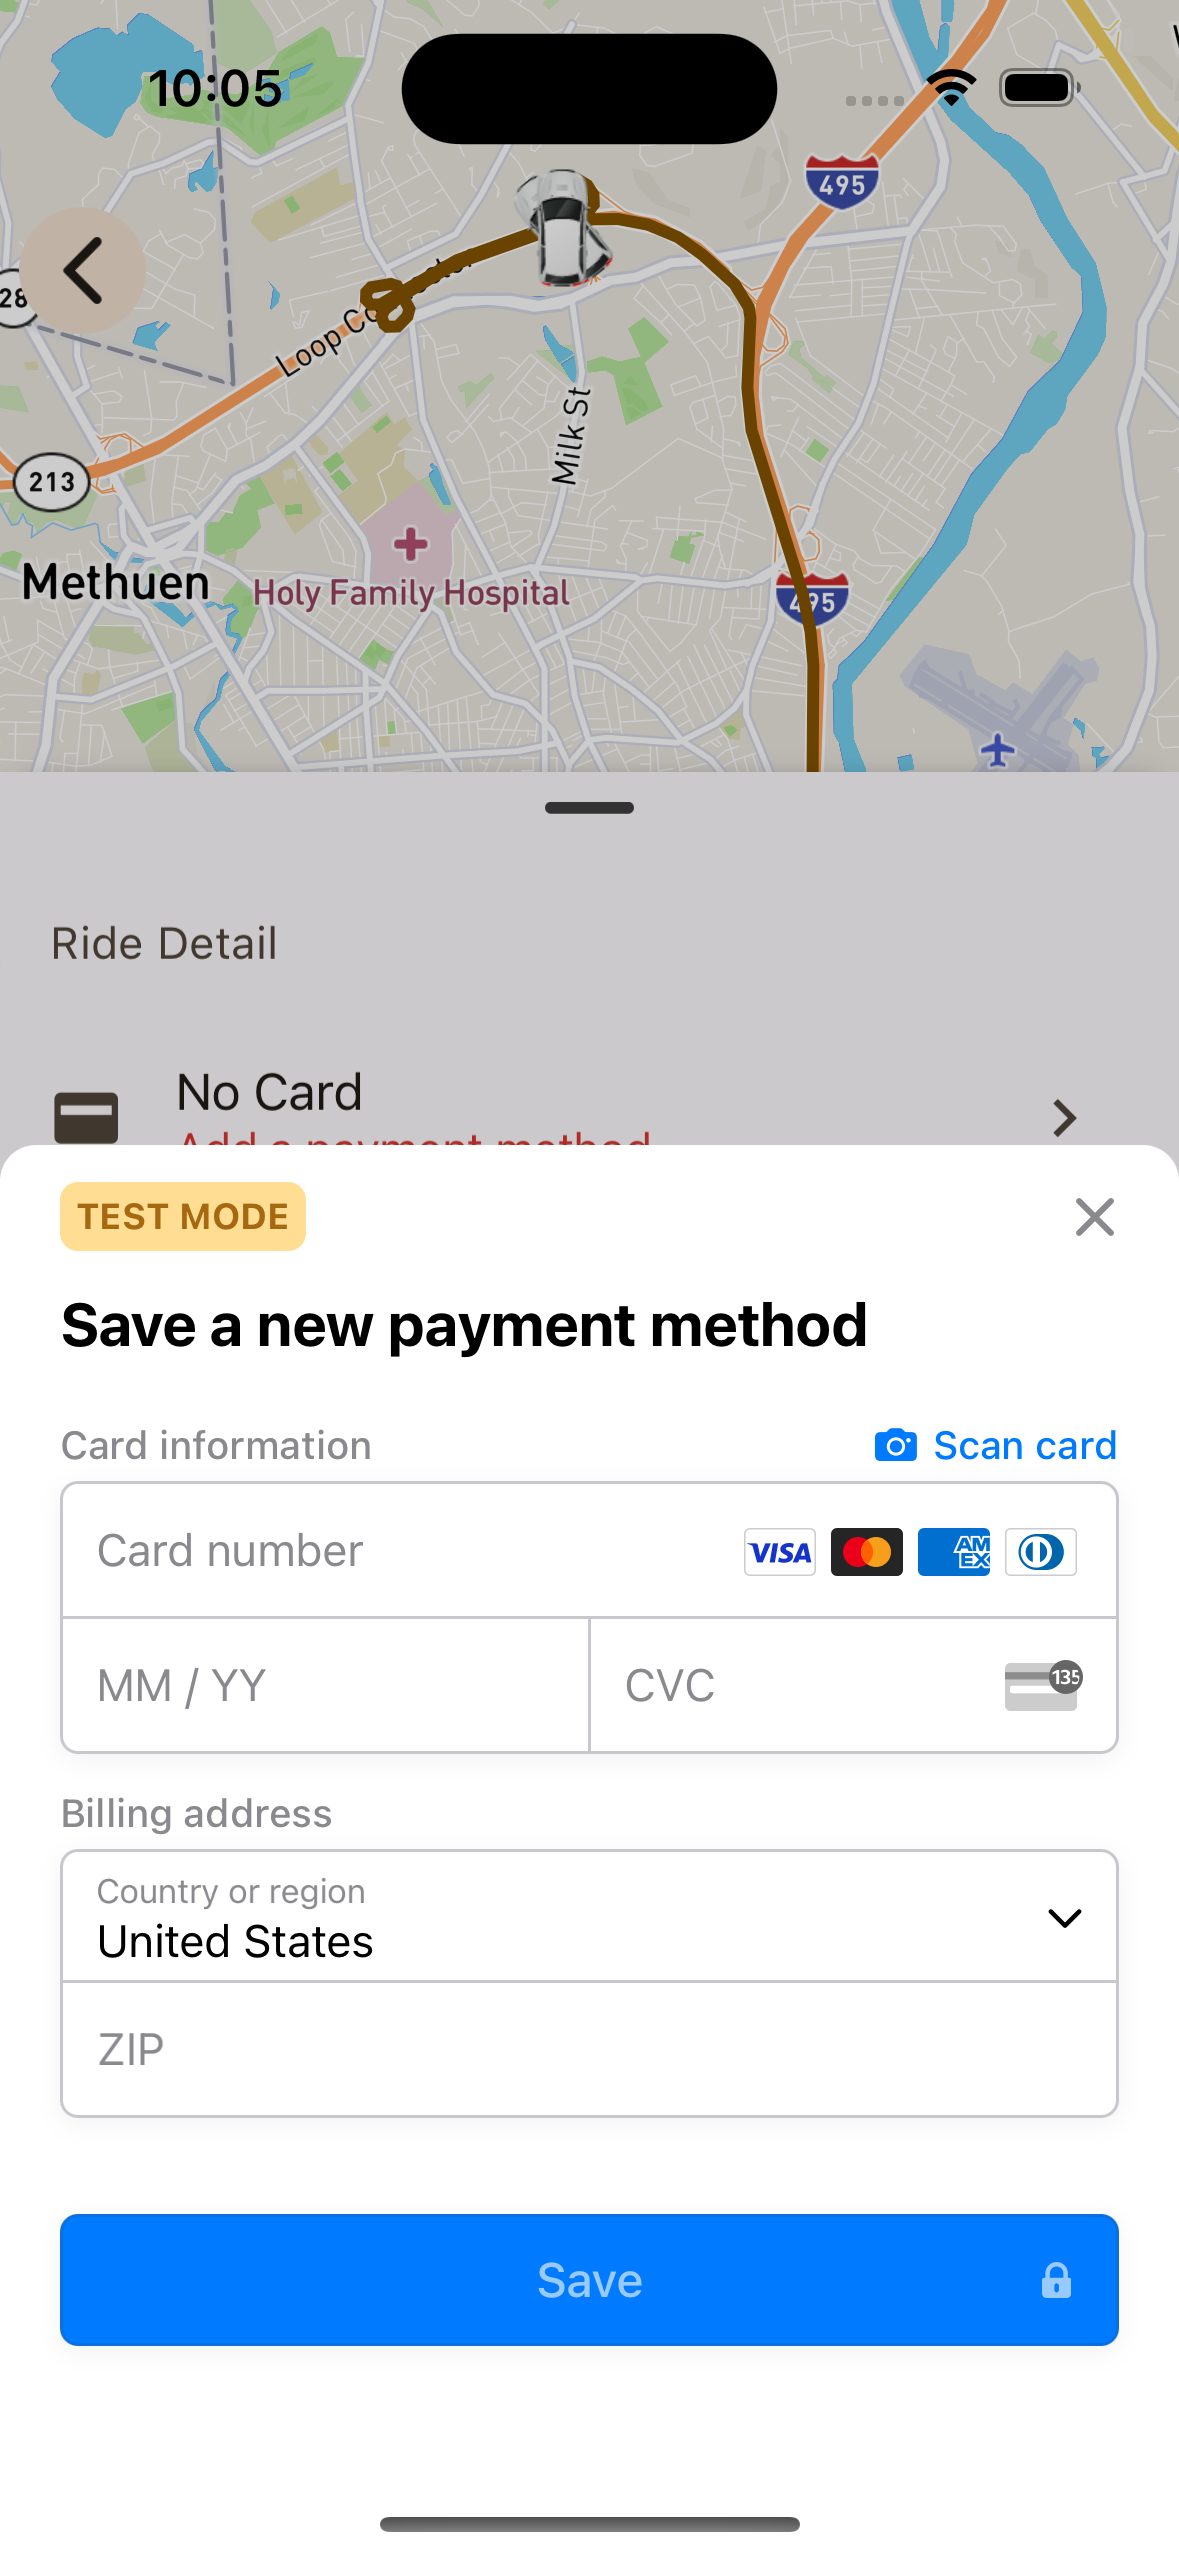 10:05
495
28
Loop Co
213
Milk St
Methuen
Holy Family Hospital
495
Ride Detail
No Card
Add a payment method
TEST MODE
Save a new payment method
Card information
Scan card
Card number
VISA
AM
EX
MM / YY
CVC
135
Billing address
Country or region
United States
ZIP
Save